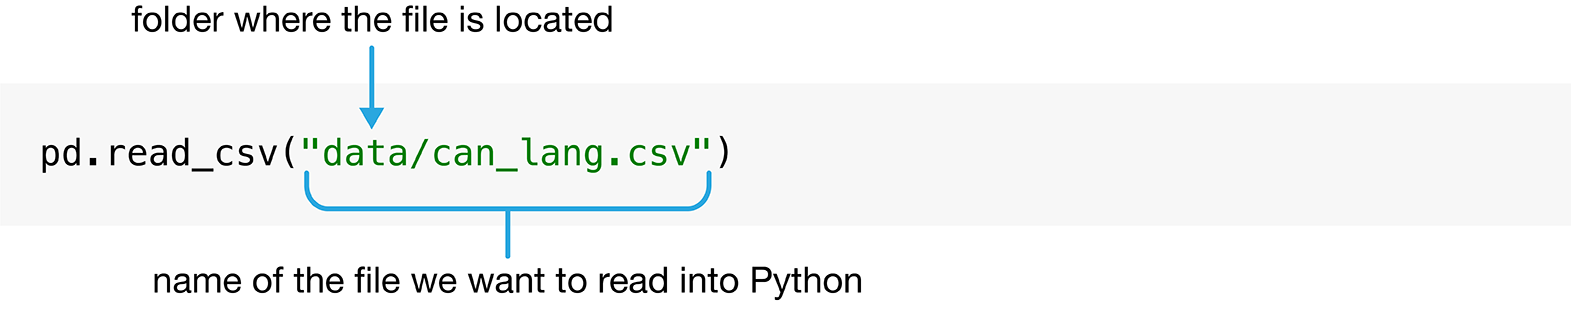 folder where the file is located
pd.read_csv("data/can_lang.csv")
name of the file we want to read into Python